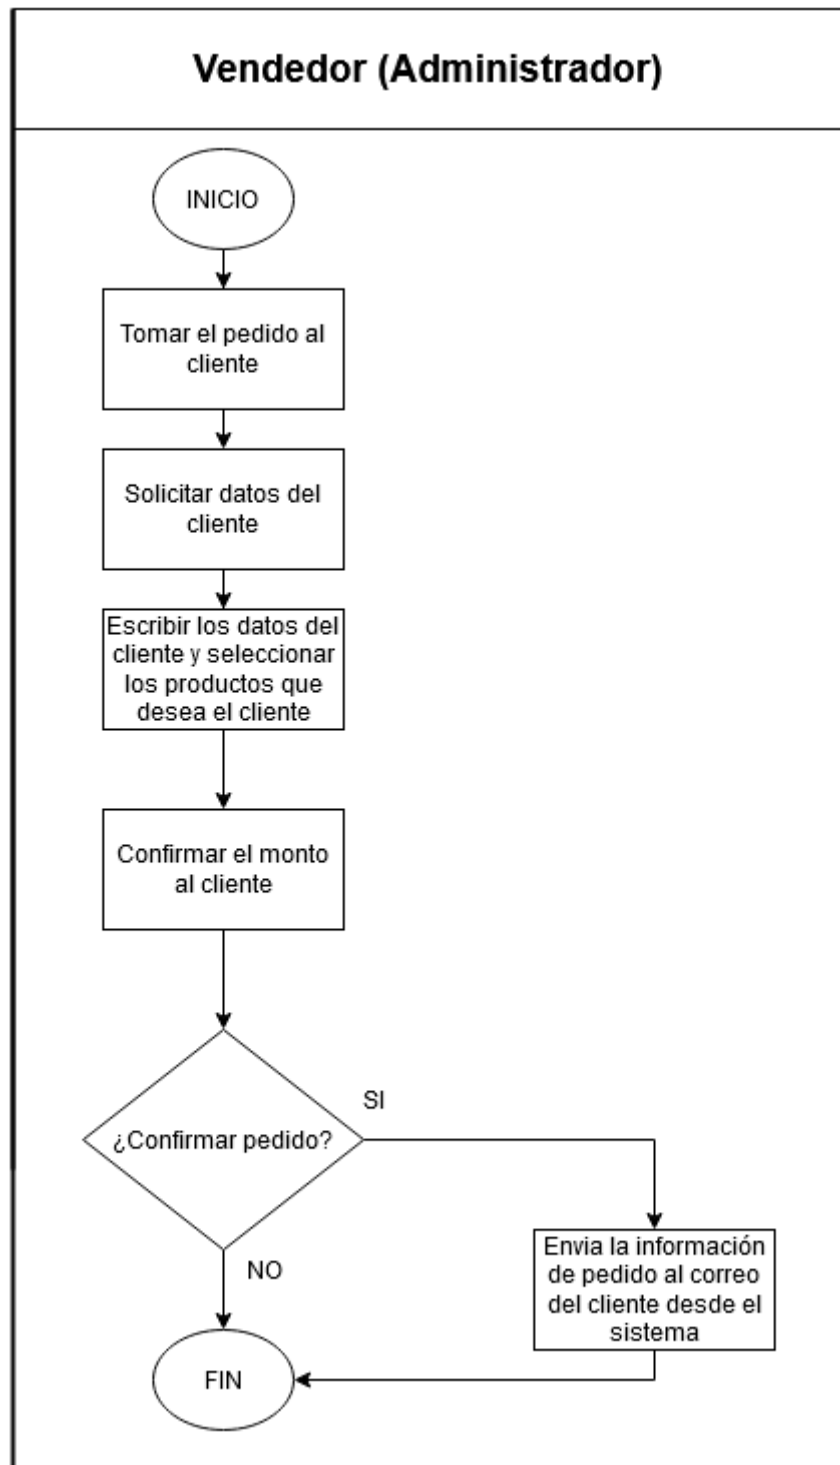 Vendedor (Administrador)
INICIO
Tomar el pedido al
cliente
Solicitar datos del
cliente
Escribir los datos del
cliente y seleccionar
los productos que
desea el cliente
Confirmar el monto
al cliente
SI
¿Confirmar pedido?
Envia la información
de pedido al correo
del cliente desde el
sistema
NO
FIN